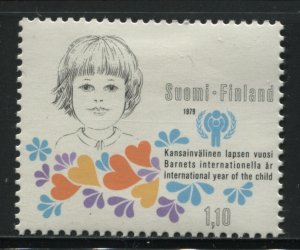 Suomi·Finland
1979
Kansainvälinen lapsen vuosi
Barnets internationella år
international year of the child
1,10